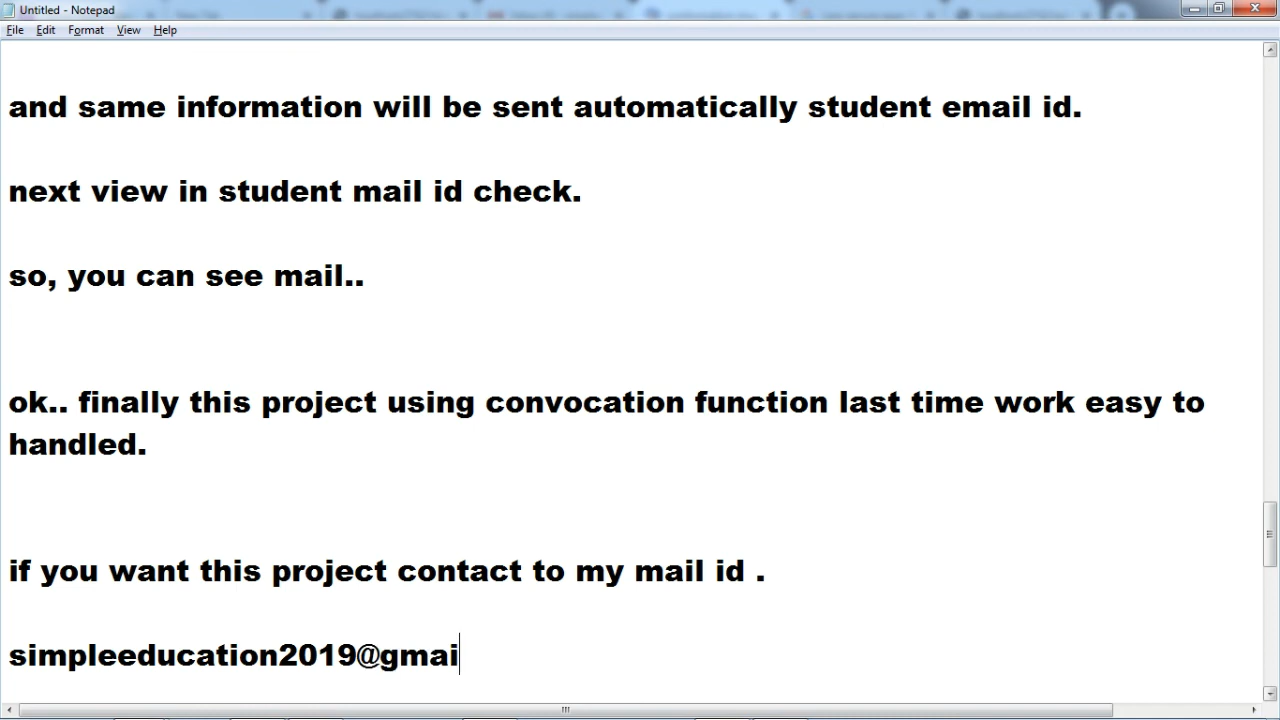 Untitled - Notepad
File Edit Format View Help
and same information will be sent automatically student email id.
next view in student mail id check.
so, you can see mail..
ok.. finally this project using convocation function last time work easy to
handled.
if you want this project contact to my mail id .
simpleeducation2019@gmai